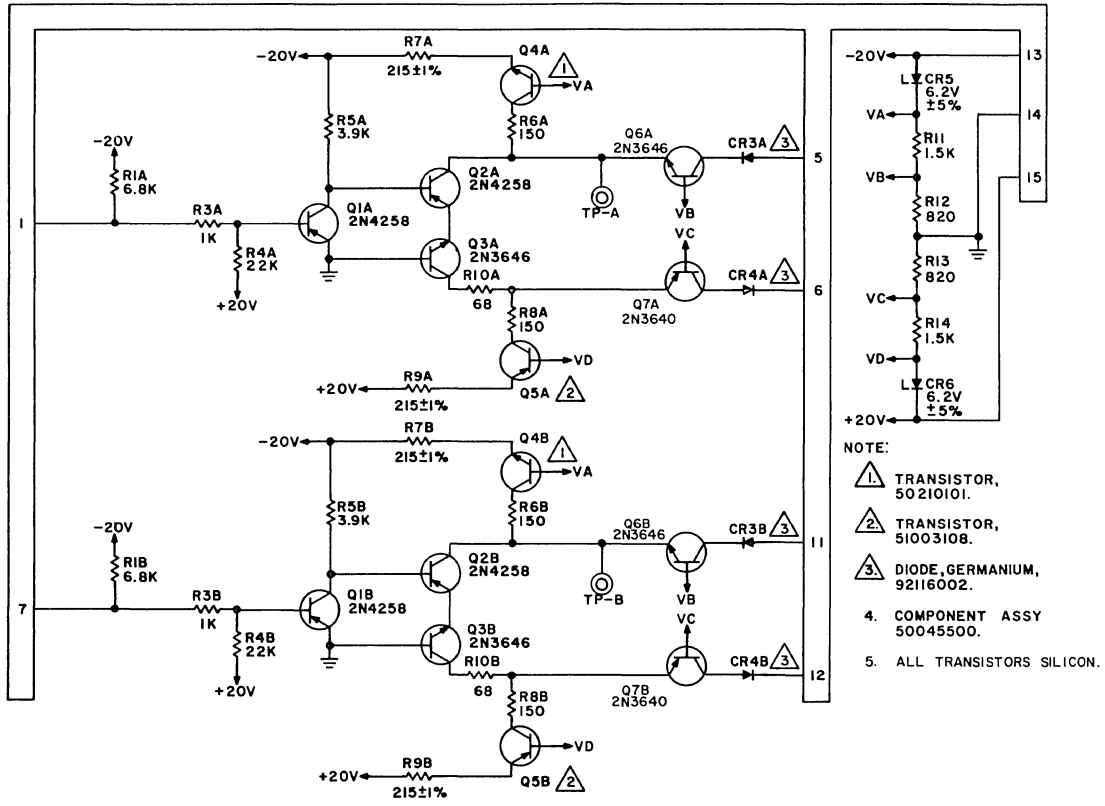 -20V
R7A
215±1%
Q4A
1
VA
R5A
3.9K
R6A
150
-20V
R1A
6.8K
Q2A
2N4258
Q6A
2N3646
CR3A
3
5
TP-A
VB
1
R3A
1K
Q1A
2N4258
R4A
22K
+20V
Q3A
2N3646
VC
R10A
68
R8A
150
Q7A
2N3640
CR4A
3
6
VD
+20V
R9A
215±1%
Q5A
2
-20V
R7B
215±1%
Q4B
1
VA
R5B
3.9K
R6B
150
-20V
R1B
6.8K
Q2B
2N4258
Q6B
2N3646
CR3B
3
11
TP-B
VB
7
R3B
1K
Q1B
2N4258
R4B
22K
+20V
Q3B
2N3646
VC
R10B
68
R8B
150
Q7B
2N3640
CR4B
3
12
VD
+20V
R9B
215±1%
Q5B
2
-20V
13
L
CR5
6.2V
±5%
VA
14
R11
1.5K
VB
15
R12
820
R13
820
VC
R14
1.5K
VD
L
CR6
6.2V
±5%
+20V
NOTE:
1. TRANSISTOR,
50210101.
2. TRANSISTOR,
51003108.
3. DIODE,GERMANIUM,
92116002.
4. COMPONENT ASSY
50045500.
5. ALL TRANSISTORS SILICON.